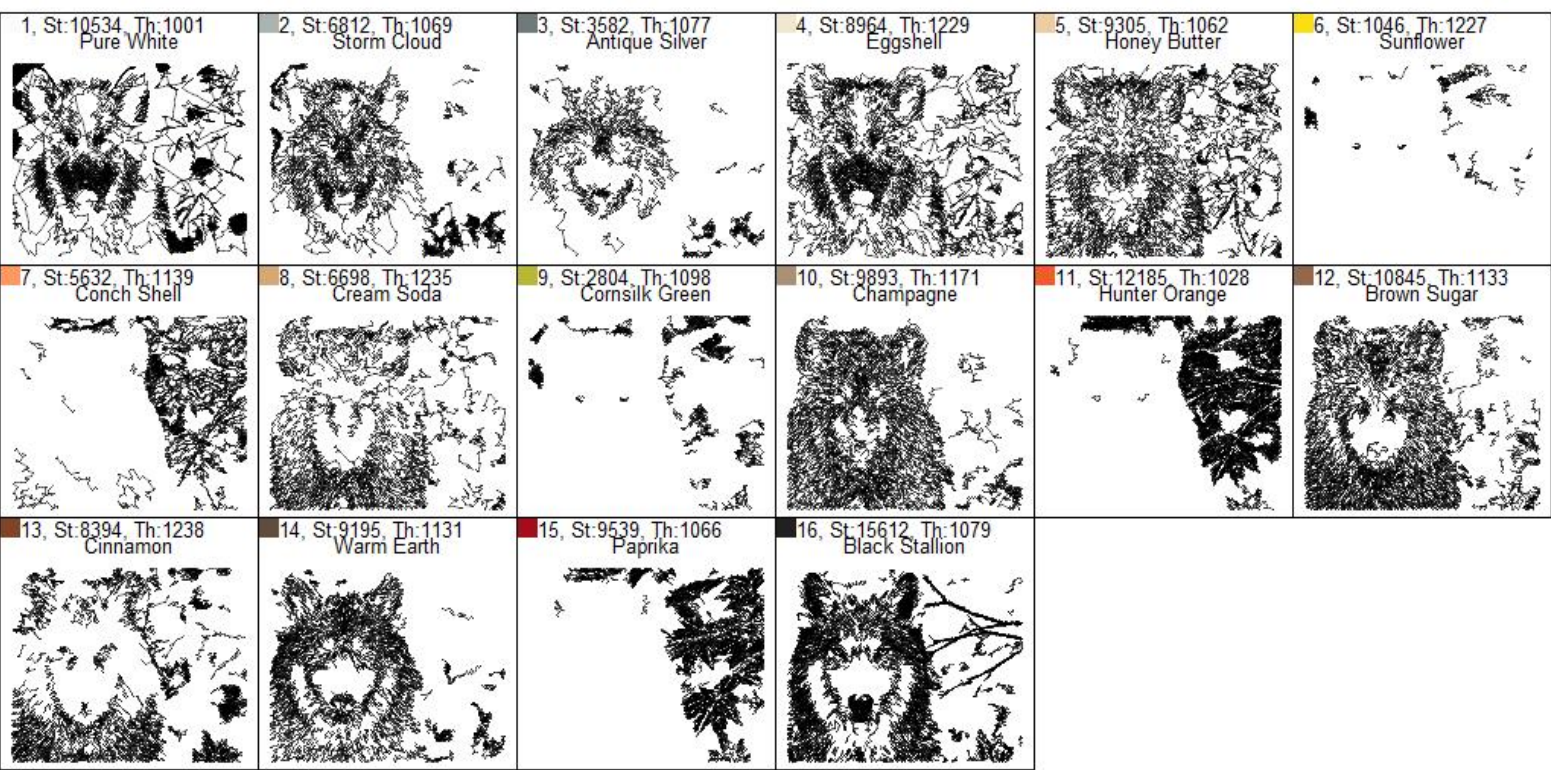 1, St:10534, Th:1001
Pure White
2, St:6812, Th:1069
Storm Cloud
3, St:3582, Th:1077
Antique Silver
4, St:8964, Th:1229
Eggshell
5, St:9305, Th:1062
Honey Butter
6, St:1046, Th:1227
Sunflower
7, St:5632, Th:1139
Conch Shell
8, St:6698, Th:1235
Cream Soda
9, St:2804, Th:1098
Cornsilk Green
10, St:9893, Th:1171
Champagne
11, St:12185, Th:1028
Hunter Orange
12, St:10845, Th:1133
Brown Sugar
13, St:8394, Th:1238
Cinnamon
14, St:9195, Th:1131
Warm Earth
15, St:9539, Th:1066
Paprika
16, St:15612, Th:1079
Black Stallion